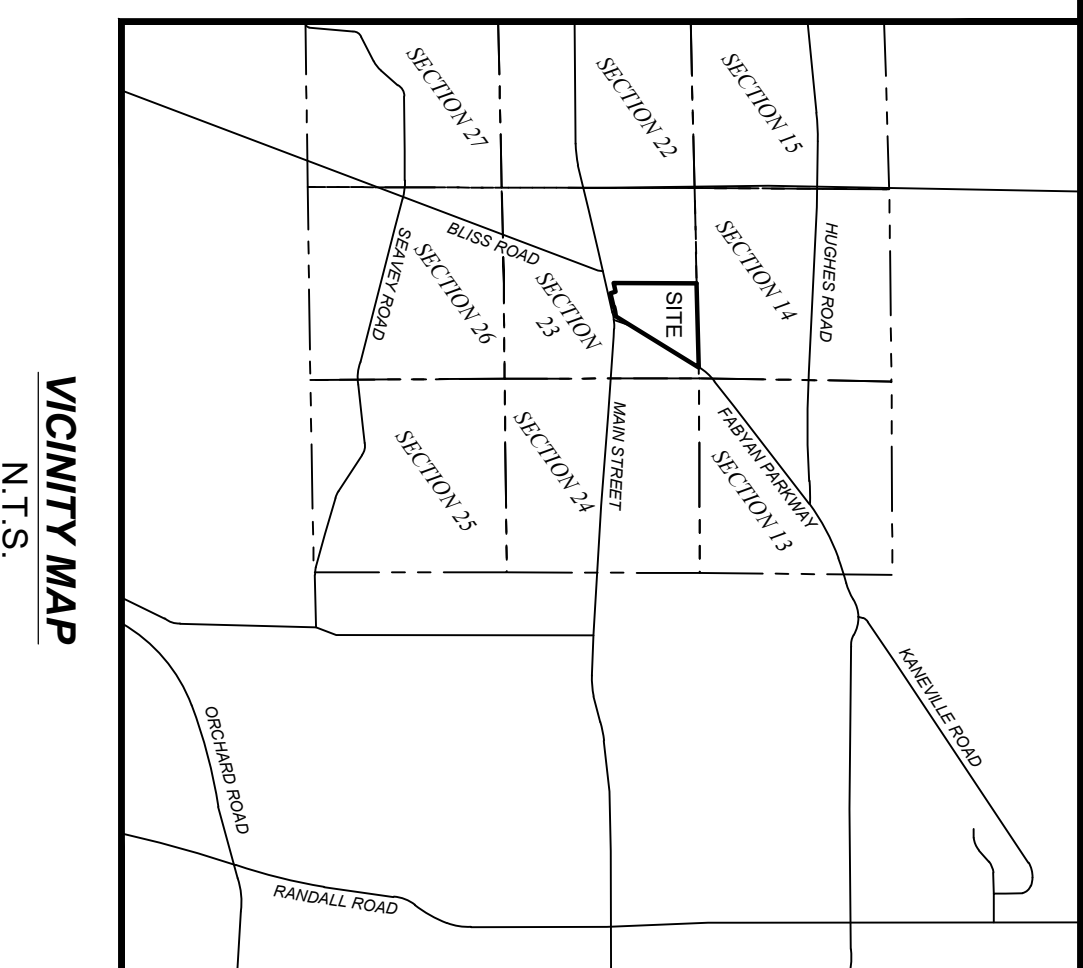 SECTION 27
SECTION 22
SECTION 15
SEAVEY ROAD
SECTION 26
BLISS ROAD
SECTION
23
SITE
SECTION 14
HUGHES ROAD
SECTION 25
SECTION 24
MAIN STREET
FABYAN PARKWAY
SECTION 13
KANEVILLE ROAD
ORCHARD ROAD
RANDALL ROAD
VICINITY MAP
N.T.S.